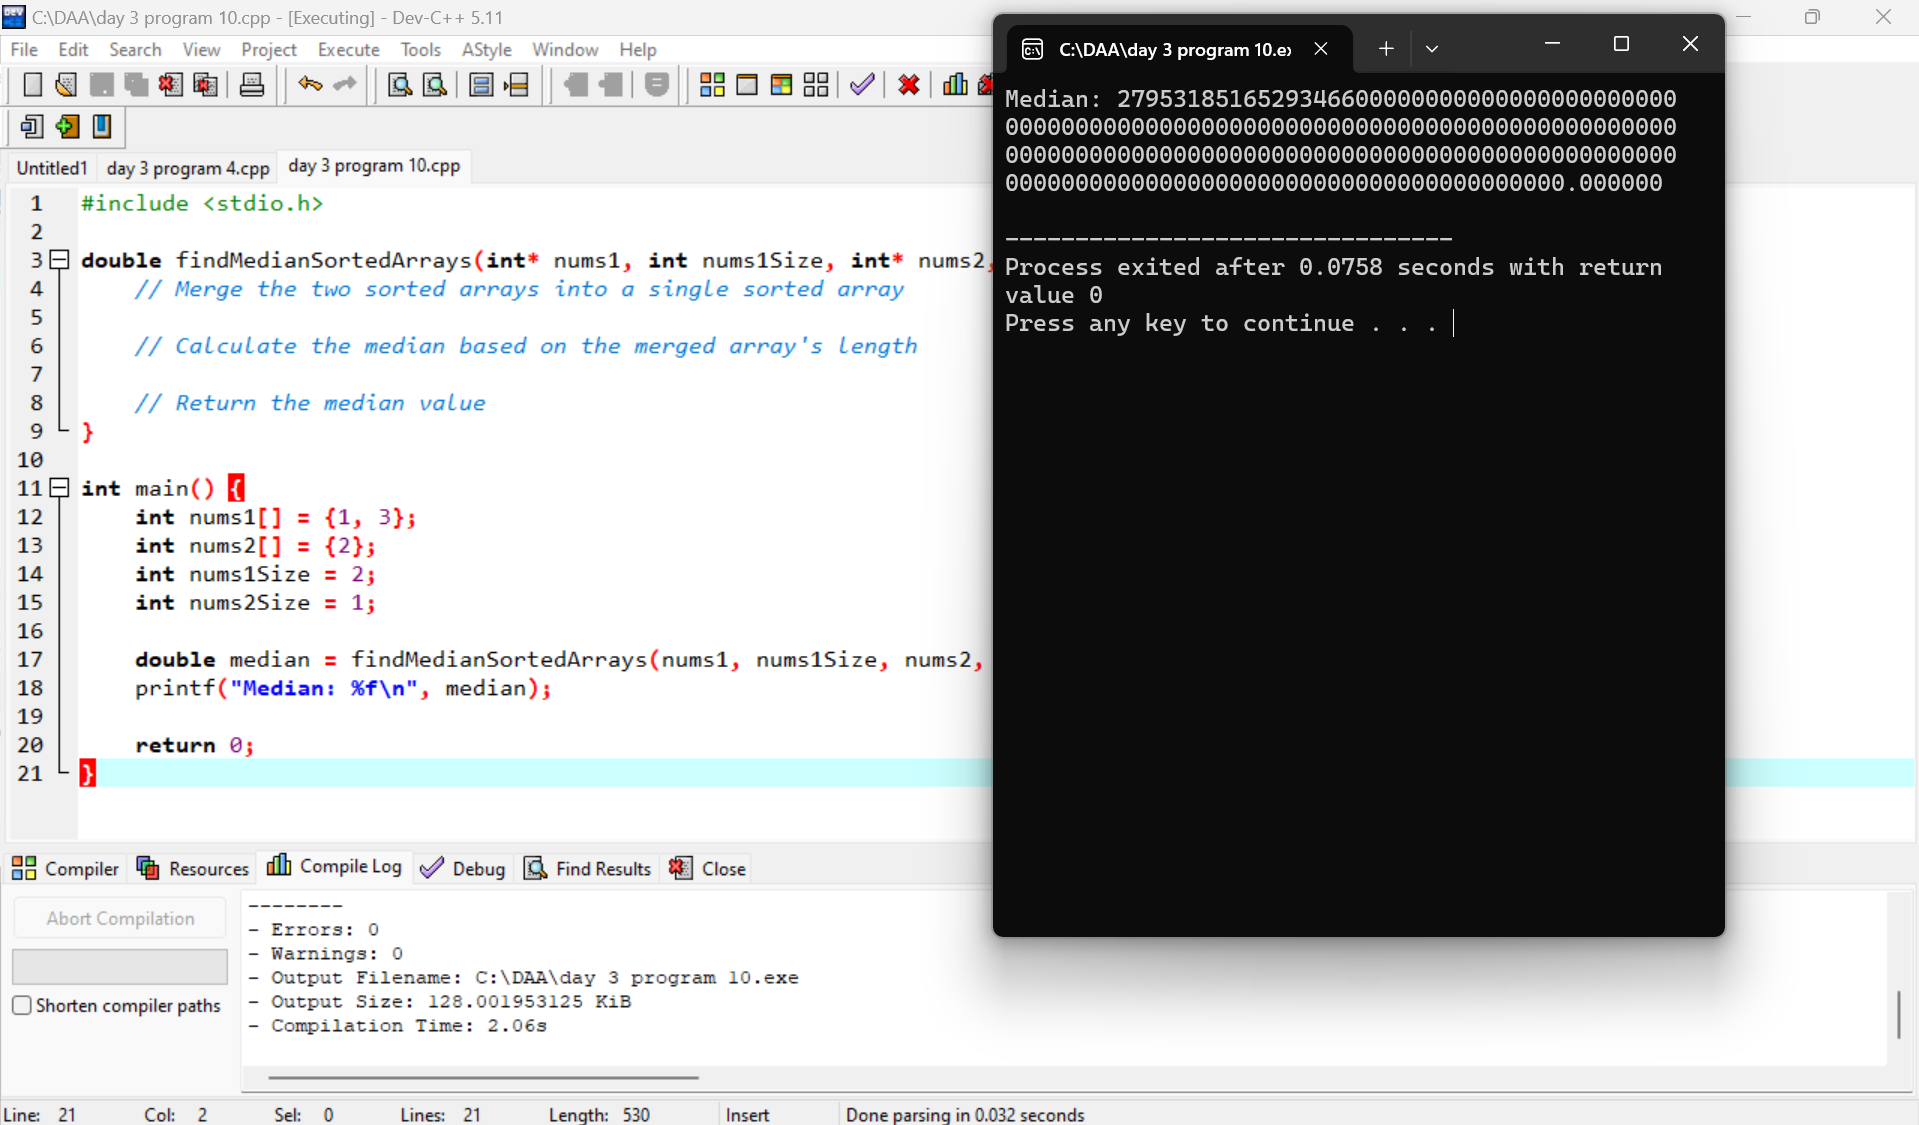 C:\DAA\day 3 program 10.cpp - [Executing] - Dev-C++ 5.11
File Edit Search View Project Execute Tools AStyle Window Help
Untitled1 day 3 program 4.cpp day 3 program 10.cpp
1 #include <stdio.h>
2
3 double findMedianSortedArrays(int* nums1, int nums1Size, int* nums2,
4 // Merge the two sorted arrays into a single sorted array
5
6 // Calculate the median based on the merged array's length
7
8 // Return the median value
9 }
10
11 int main() {
12 int nums1[] = {1, 3};
13 int nums2[] = {2};
14 int nums1Size = 2;
15 int nums2Size = 1;
16
17 double median = findMedianSortedArrays(nums1, nums1Size, nums2,
18 printf("Median: %f\n", median);
19
20 return 0;
21 }
C:\DAA\day 3 program 10.ex
Median: 2795318516529346600000000000000000000000
000000000000000000000000000000000000000000000000
000000000000000000000000000000000000000000000000
0000000000000000000000000000000000000000.000000
--------------------------------
Process exited after 0.0758 seconds with return
value 0
Press any key to continue . . .
Compiler Resources Compile Log Debug Find Results Close
Abort Compilation
Shorten compiler paths
--------
- Errors: 0
- Warnings: 0
- Output Filename: C:\DAA\day 3 program 10.exe
- Output Size: 128.001953125 KiB
- Compilation Time: 2.06s
Line: 21 Col: 2 Sel: 0 Lines: 21 Length: 530 Insert Done parsing in 0.032 seconds